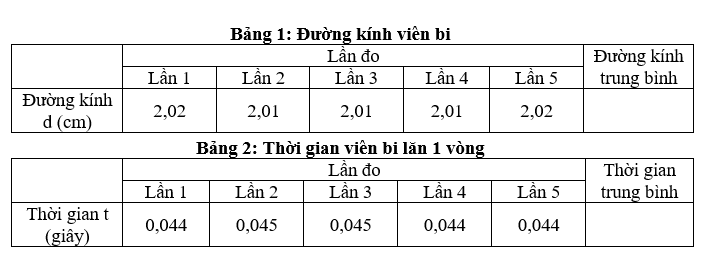 Bảng 1: Đường kính viên bi
Lần đo
Đường kính trung bình
Lần 1 Lần 2 Lần 3 Lần 4 Lần 5
Đường kính d (cm)
2,02 2,01 2,01 2,01 2,02
Bảng 2: Thời gian viên bi lăn 1 vòng
Lần đo
Thời gian trung bình
Lần 1 Lần 2 Lần 3 Lần 4 Lần 5
Thời gian t (giây)
0,044 0,045 0,045 0,044 0,044